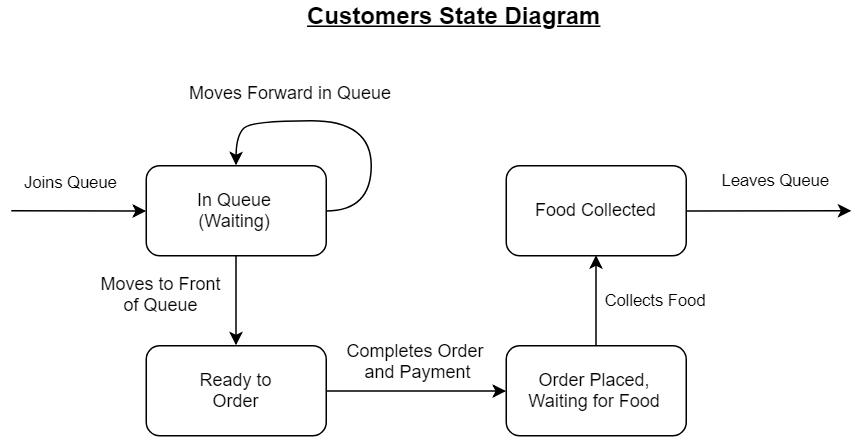 Customers State Diagram
Moves Forward in Queue
Joins Queue
In Queue
(Waiting)
Food Collected
Leaves Queue
Moves to Front
of Queue
Collects Food
Ready to
Order
Completes Order
and Payment
Order Placed,
Waiting for Food